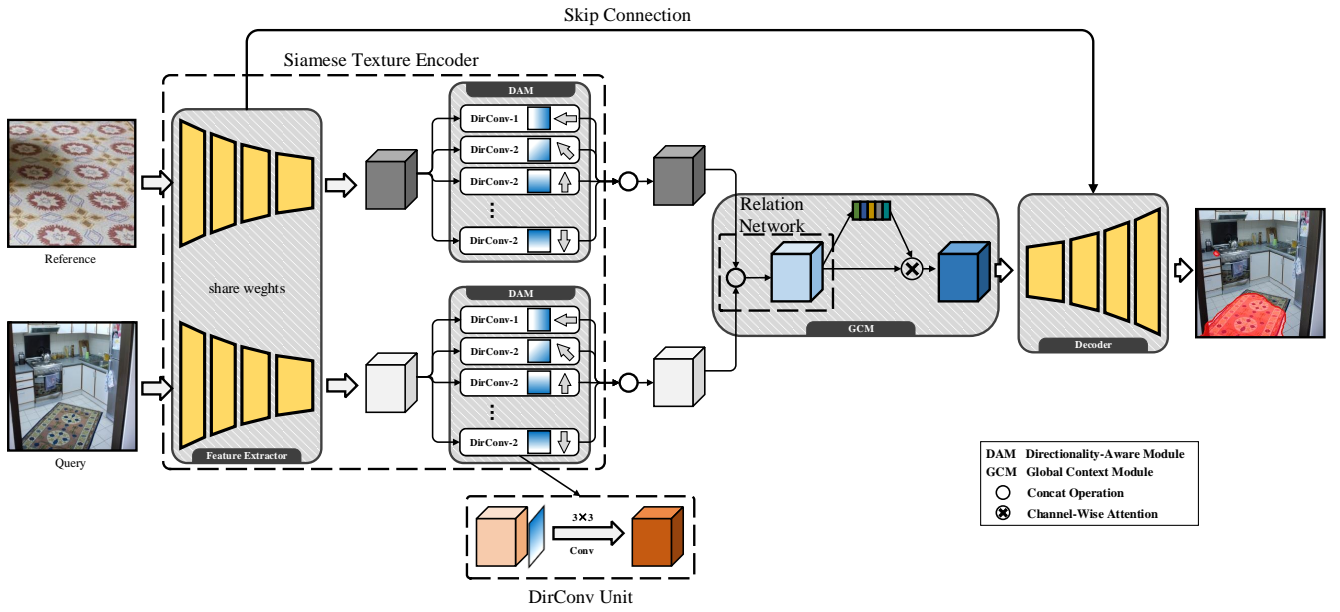 Skip Connection
Siamese Texture Encoder
DAM
DirConv-1
DirConv-2
DirConv-2
⋮
DirConv-2
Reference
share weghts
Relation
Network
GCM
Decoder
DAM
DirConv-1
DirConv-2
DirConv-2
⋮
DirConv-2
Feature Extractor
Query
3×3
Conv
DirConv Unit
DAM Directionality-Aware Module
GCM Global Context Module
Concat Operation
Channel-Wise Attention